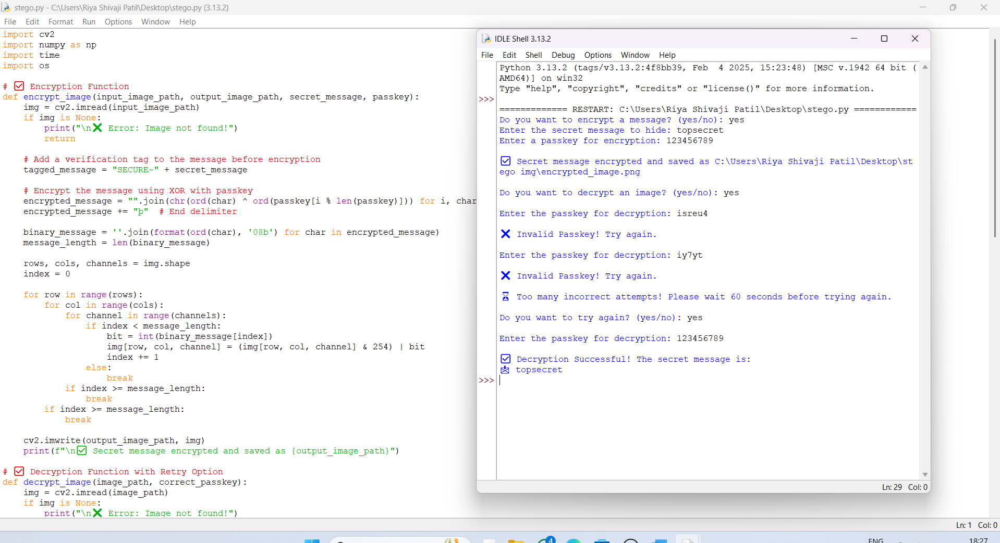 stego.py - C:\Users\Riya Shivaji Patil\Desktop\stego.py (3.13.2)
File Edit Format Run Options Window Help
import cv2
import numpy as np
import time
import os
# ✅ Encryption Function
def encrypt_image(input_image_path, output_image_path, secret_message, passkey):
    img = cv2.imread(input_image_path)
    if img is None:
        print("\n❌ Error: Image not found!")
        return
    # Add a verification tag to the message before encryption
    tagged_message = "SECURE-" + secret_message
    # Encrypt the message using XOR with passkey
    encrypted_message = "".join(chr(ord(char) ^ ord(passkey[i % len(passkey)])) for i, char
    encrypted_message += "þ"  # End delimiter
    binary_message = ''.join(format(ord(char), '08b') for char in encrypted_message)
    message_length = len(binary_message)
    rows, cols, channels = img.shape
    index = 0
    for row in range(rows):
        for col in range(cols):
            for channel in range(channels):
                if index < message_length:
                    bit = int(binary_message[index])
                    img[row, col, channel] = (img[row, col, channel] & 254) | bit
                    index += 1
                else:
                    break
            if index >= message_length:
                break
        if index >= message_length:
            break
    cv2.imwrite(output_image_path, img)
    print(f"\n✅ Secret message encrypted and saved as {output_image_path}")
# ✅ Decryption Function with Retry Option
def decrypt_image(image_path, correct_passkey):
    img = cv2.imread(image_path)
    if img is None:
        print("\n❌ Error: Image not found!")
Ln: 1 Col: 0
IDLE Shell 3.13.2
File Edit Shell Debug Options Window Help
Python 3.13.2 (tags/v3.13.2:4f8bb39, Feb  4 2025, 15:23:48) [MSC v.1942 64 bit (
AMD64)] on win32
Type "help", "copyright", "credits" or "license()" for more information.
>>>
============= RESTART: C:\Users\Riya Shivaji Patil\Desktop\stego.py ============
Do you want to encrypt a message? (yes/no): yes
Enter the secret message to hide: topsecret
Enter a passkey for encryption: 123456789
✅ Secret message encrypted and saved as C:\Users\Riya Shivaji Patil\Desktop\st
ego img\encrypted_image.png
Do you want to decrypt an image? (yes/no): yes
Enter the passkey for decryption: isreu4
❌ Invalid Passkey! Try again.
Enter the passkey for decryption: iy7yt
❌ Invalid Passkey! Try again.
⏳ Too many incorrect attempts! Please wait 60 seconds before trying again.
Do you want to try again? (yes/no): yes
Enter the passkey for decryption: 123456789
✅ Decryption Successful! The secret message is:
📩 topsecret
>>>
Ln: 29 Col: 0
4
ENG
18:27